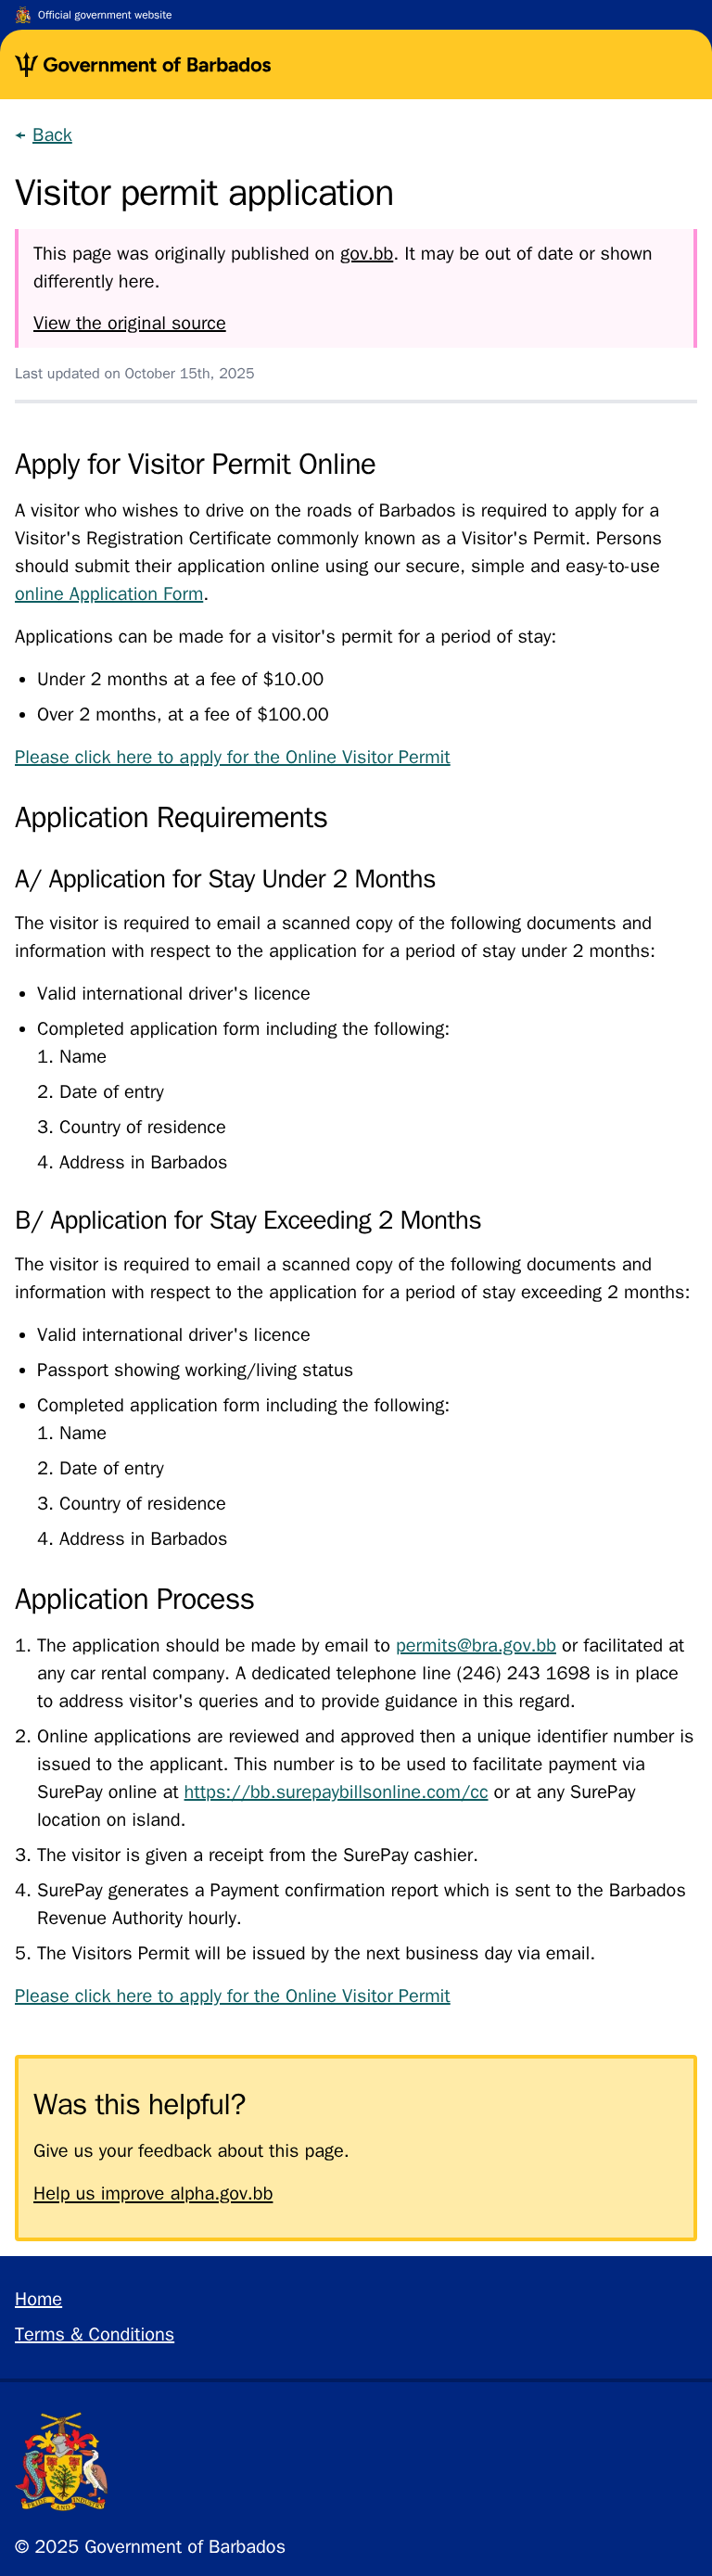 Official government website
Government of Barbados
Back
Visitor permit application
This page was originally published on gov.bb. It may be out of date or shown
differently here.
View the original source
Last updated on October 15th, 2025
Apply for Visitor Permit Online
A visitor who wishes to drive on the roads of Barbados is required to apply for a
Visitor's Registration Certificate commonly known as a Visitor's Permit. Persons
should submit their application online using our secure, simple and easy-to-use
online Application Form.
Applications can be made for a visitor's permit for a period of stay:
• Under 2 months at a fee of $10.00
• Over 2 months, at a fee of $100.00
Please click here to apply for the Online Visitor Permit
Application Requirements
A/ Application for Stay Under 2 Months
The visitor is required to email a scanned copy of the following documents and
information with respect to the application for a period of stay under 2 months:
• Valid international driver's licence
• Completed application form including the following:
1. Name
2. Date of entry
3. Country of residence
4. Address in Barbados
B/ Application for Stay Exceeding 2 Months
The visitor is required to email a scanned copy of the following documents and
information with respect to the application for a period of stay exceeding 2 months:
• Valid international driver's licence
• Passport showing working/living status
• Completed application form including the following:
1. Name
2. Date of entry
3. Country of residence
4. Address in Barbados
Application Process
1. The application should be made by email to permits@bra.gov.bb or facilitated at
any car rental company. A dedicated telephone line (246) 243 1698 is in place
to address visitor's queries and to provide guidance in this regard.
2. Online applications are reviewed and approved then a unique identifier number is
issued to the applicant. This number is to be used to facilitate payment via
SurePay online at https://bb.surepaybillsonline.com/cc or at any SurePay
location on island.
3. The visitor is given a receipt from the SurePay cashier.
4. SurePay generates a Payment confirmation report which is sent to the Barbados
Revenue Authority hourly.
5. The Visitors Permit will be issued by the next business day via email.
Please click here to apply for the Online Visitor Permit
Was this helpful?
Give us your feedback about this page.
Help us improve alpha.gov.bb
Home
Terms & Conditions
PRIDE AND INDUSTRY
© 2025 Government of Barbados